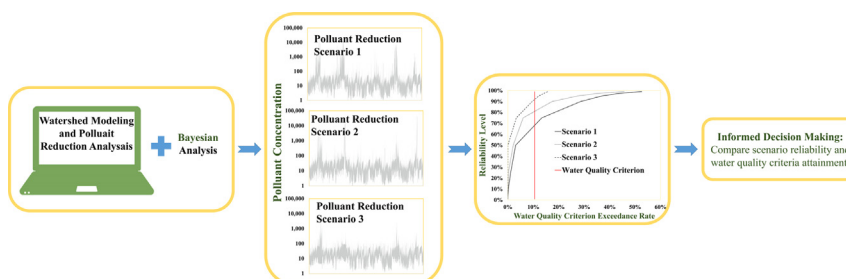 Watershed Modeling
and Polluait
Reduction Analysais
Bayesian
Analysis
Polluant Concentration
100,000
10,000
1,000
100
10
1
Polluant Reduction
Scenario 1
100,000
10,000
1,000
100
10
1
Polluant Reduction
Scenario 2
100,000
10,000
1,000
100
10
1
Polluant Reduction
Scenario 3
Reliability Level
100%
90%
80%
70%
60%
50%
40%
30%
20%
10%
0%
Scenario 1
Scenario 2
Scenario 3
Water Quality Criterion
0% 10% 20% 30% 40% 50% 60%
Water Quality Criterion Exceedance Rate
Informed Decision Making:
Compare scenario reliability and
water quality criteria attainment